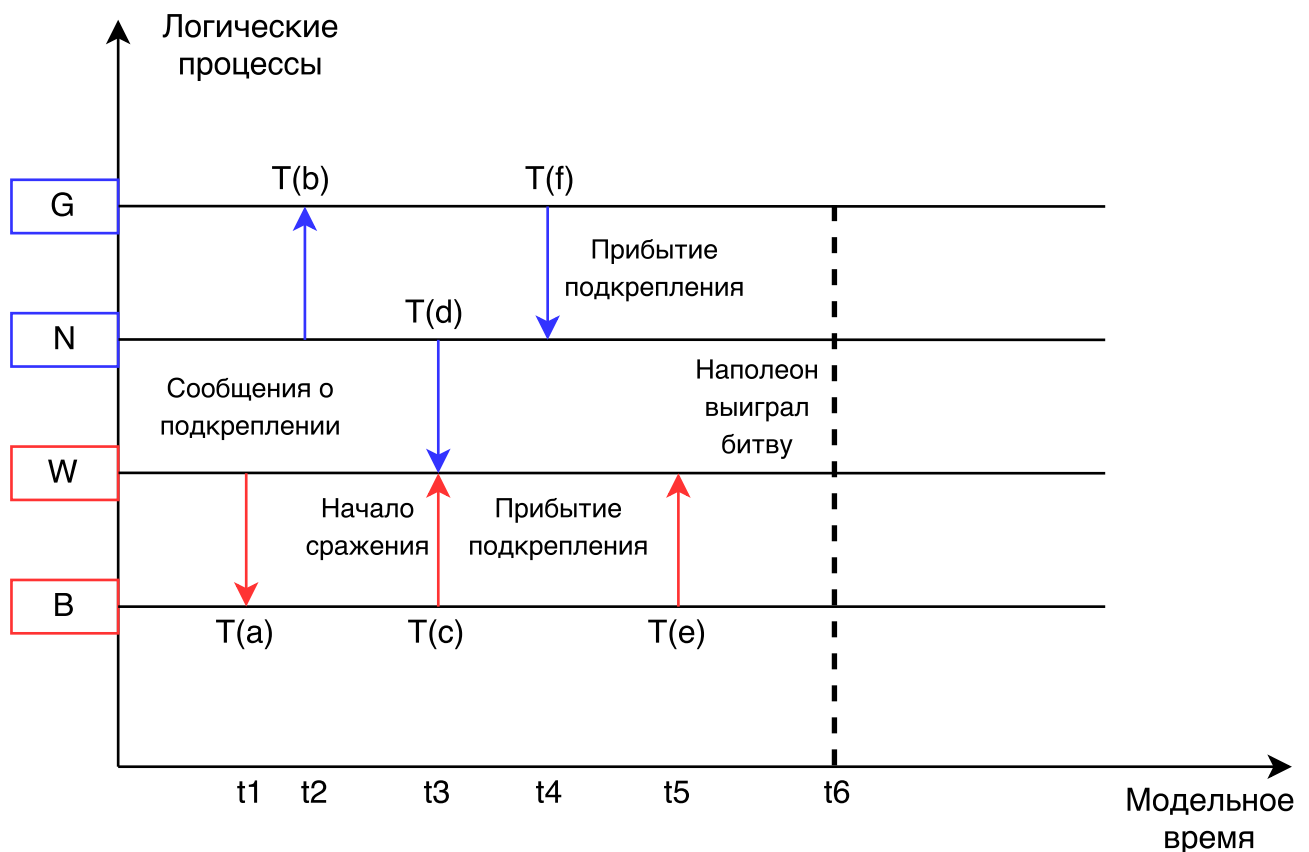 Логические
процессы
T(b)
T(f)
G
Прибытие
подкрепления
T(d)
N
Наполеон
выиграл
битву
Сообщения о
подкреплении
W
Начало
сражения
Прибытие
подкрепления
B
T(a)
T(c)
T(e)
t1
t2
t3
t4
t5
t6
Модельное
время